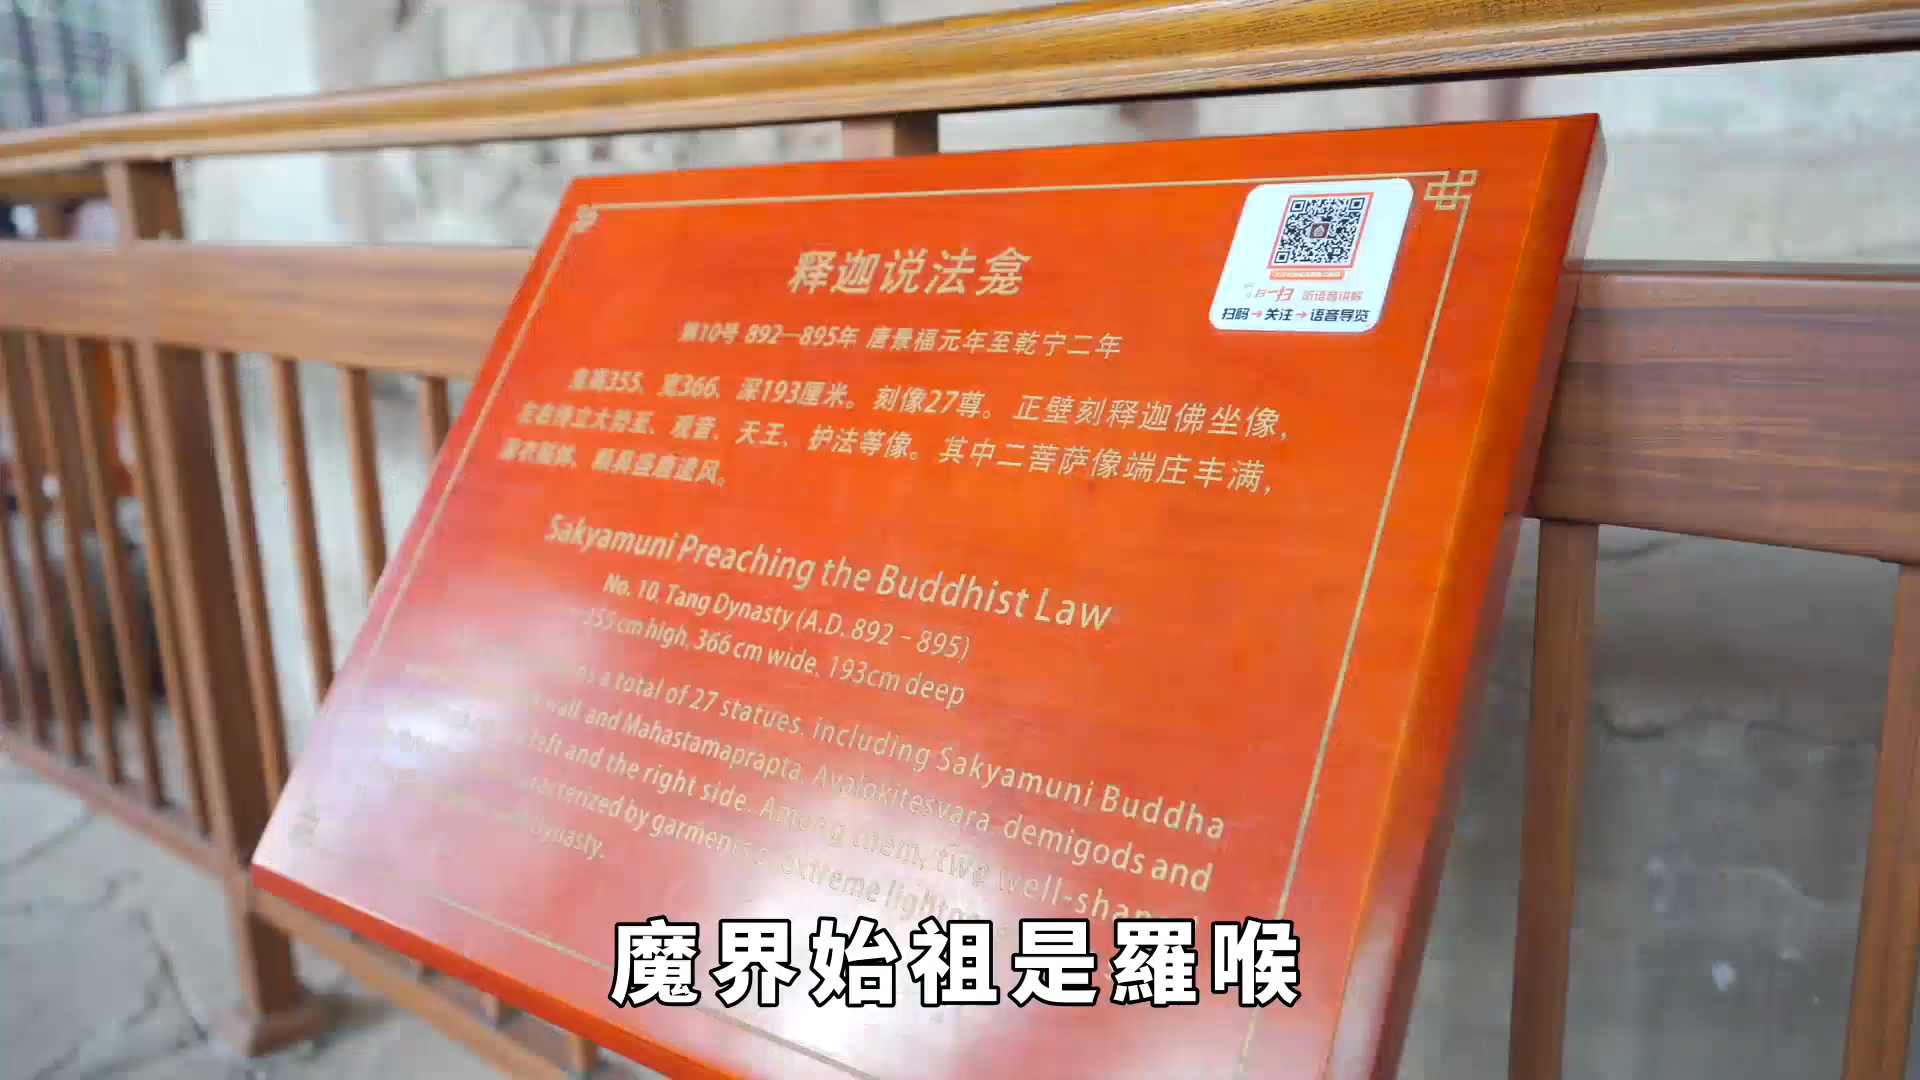 释迦说法龛
扫一扫 听语音讲解
扫码→关注→语音导览
第10号 892—895年 唐景福元年至乾宁二年
龛高355、宽366、深193厘米。刻像27尊。正壁刻释迦佛坐像，
左右侍立大势至、观音、天王、护法等像。其中二菩萨像端庄丰满，
薄衣贴体，颇具盛唐遗风。
Sakyamuni Preaching the Buddhist Law
No. 10, Tang Dynasty (A.D. 892 – 895)
355 cm high, 366 cm wide, 193cm deep
a total of 27 statues, including Sakyamuni Buddha
wall and Mahastamaprapta, Avalokitesvara, demigods and
left and the right side. Among them, two well-shaped
by garments extreme
Dynasty.
魔界始祖是羅喉